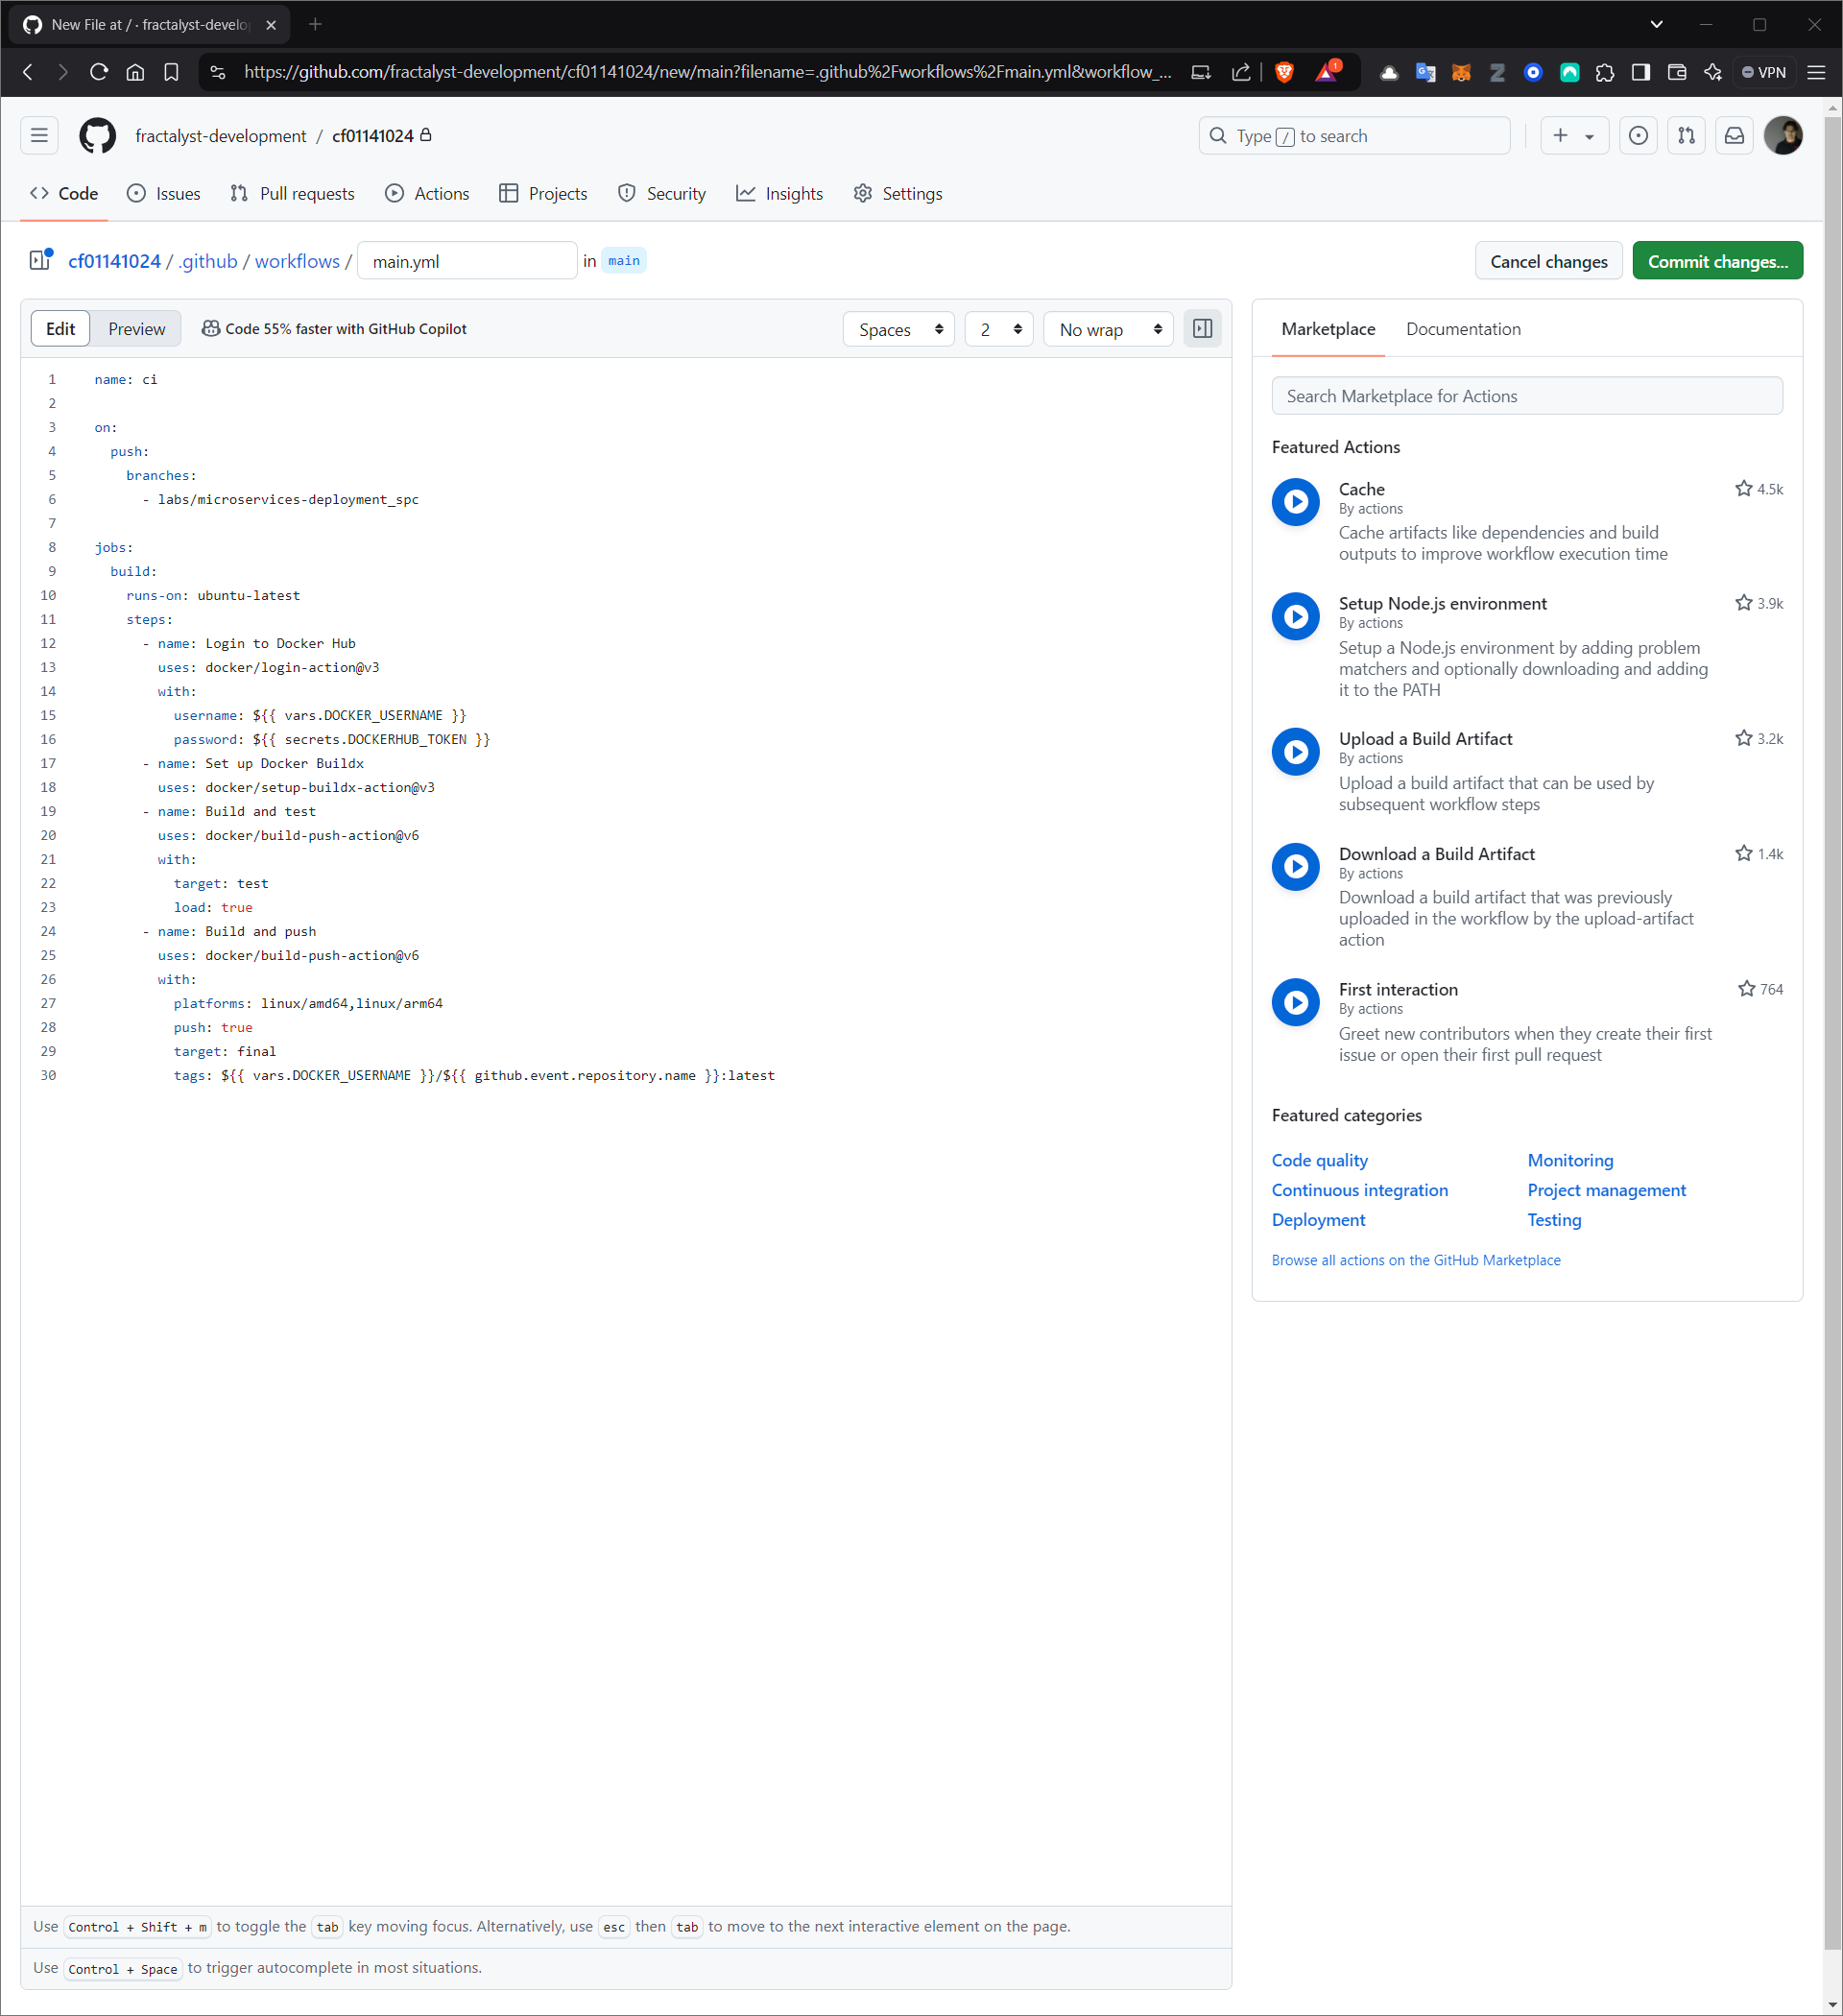 New File at / · fractalyst-develo
https://github.com/fractalyst-development/cf01141024/new/main?filename=.github%2Fworkflows%2Fmain.yml&workflow_...
1
VPN
fractalyst-development / cf01141024
Type / to search
Code
Issues
Pull requests
Actions
Projects
Security
Insights
Settings
cf01141024 / .github / workflows / main.yml in main
Cancel changes
Commit changes...
Edit
Preview
Code 55% faster with GitHub Copilot
Spaces
2
No wrap
1 name: ci
2
3 on:
4   push:
5     branches:
6       - labs/microservices-deployment_spc
7
8 jobs:
9   build:
10     runs-on: ubuntu-latest
11     steps:
12       - name: Login to Docker Hub
13         uses: docker/login-action@v3
14         with:
15           username: ${{ vars.DOCKER_USERNAME }}
16           password: ${{ secrets.DOCKERHUB_TOKEN }}
17       - name: Set up Docker Buildx
18         uses: docker/setup-buildx-action@v3
19       - name: Build and test
20         uses: docker/build-push-action@v6
21         with:
22           target: test
23           load: true
24       - name: Build and push
25         uses: docker/build-push-action@v6
26         with:
27           platforms: linux/amd64,linux/arm64
28           push: true
29           target: final
30           tags: ${{ vars.DOCKER_USERNAME }}/${{ github.event.repository.name }}:latest
Use Control + Shift + m to toggle the tab key moving focus. Alternatively, use esc then tab to move to the next interactive element on the page.
Use Control + Space to trigger autocomplete in most situations.
Marketplace
Documentation
Search Marketplace for Actions
Featured Actions
Cache
4.5k
By actions
Cache artifacts like dependencies and build
outputs to improve workflow execution time
Setup Node.js environment
3.9k
By actions
Setup a Node.js environment by adding problem
matchers and optionally downloading and adding
it to the PATH
Upload a Build Artifact
3.2k
By actions
Upload a build artifact that can be used by
subsequent workflow steps
Download a Build Artifact
1.4k
By actions
Download a build artifact that was previously
uploaded in the workflow by the upload-artifact
action
First interaction
764
By actions
Greet new contributors when they create their first
issue or open their first pull request
Featured categories
Code quality
Monitoring
Continuous integration
Project management
Deployment
Testing
Browse all actions on the GitHub Marketplace